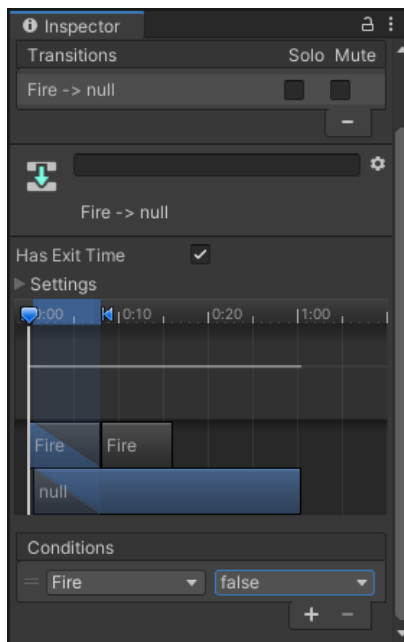 Inspector
Transitions Solo Mute
Fire -> null
Fire -> null
Has Exit Time
Settings
0:00 0:10 0:20 1:00
Fire Fire
null
Conditions
Fire false